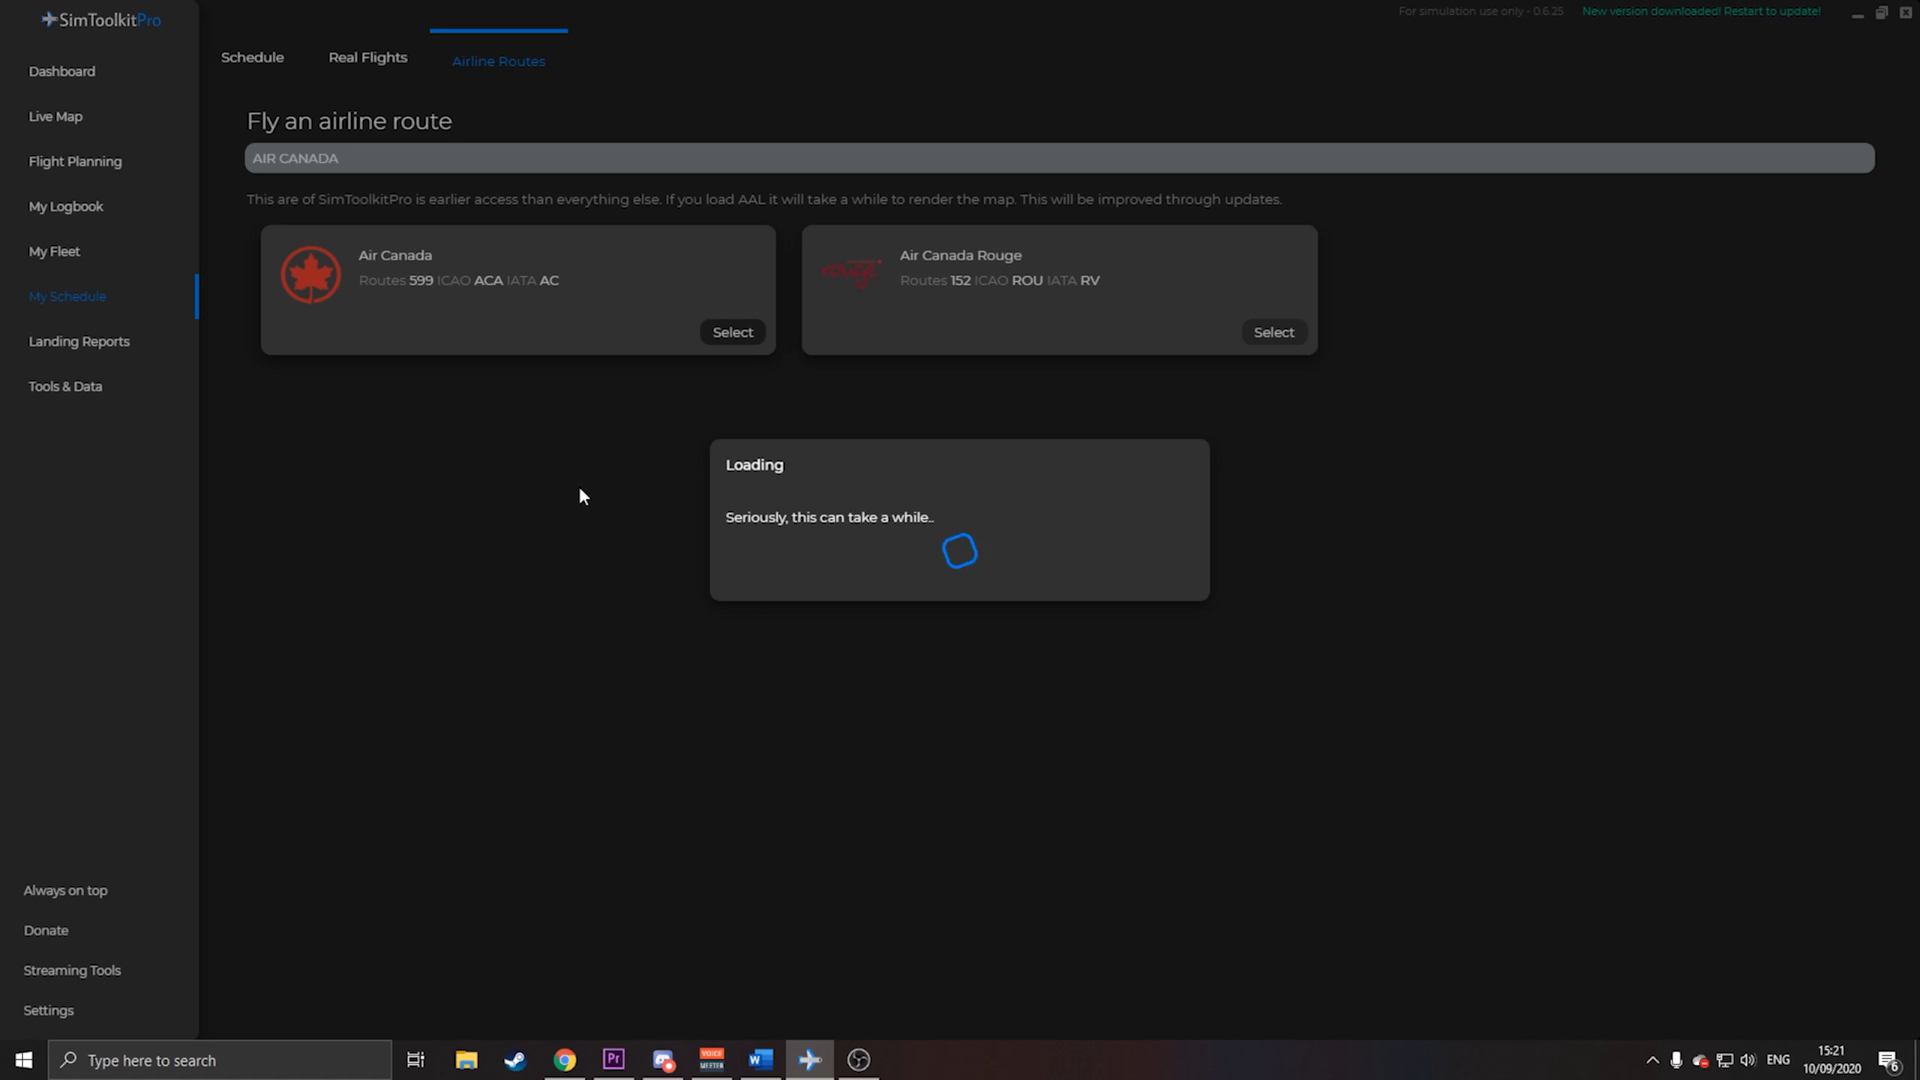 SimToolkitPro
For simulation use only - 0.6.25
New version downloaded! Restart to update!
Dashboard
Live Map
Flight Planning
My Logbook
My Fleet
My Schedule
Landing Reports
Tools & Data
Schedule
Real Flights
Airline Routes
Fly an airline route
AIR CANADA
This are of SimToolkitPro is earlier access than everything else. If you load AAL it will take a while to render the map. This will be improved through updates.
Air Canada
Routes 599 ICAO ACA IATA AC
Select
rouge
Air Canada Rouge
Routes 152 ICAO ROU IATA RV
Select
Loading
Seriously, this can take a while..
Always on top
Donate
Streaming Tools
Settings
Type here to search
Pr
VOICE
MEETER
W
ENG
15:21
10/09/2020
6